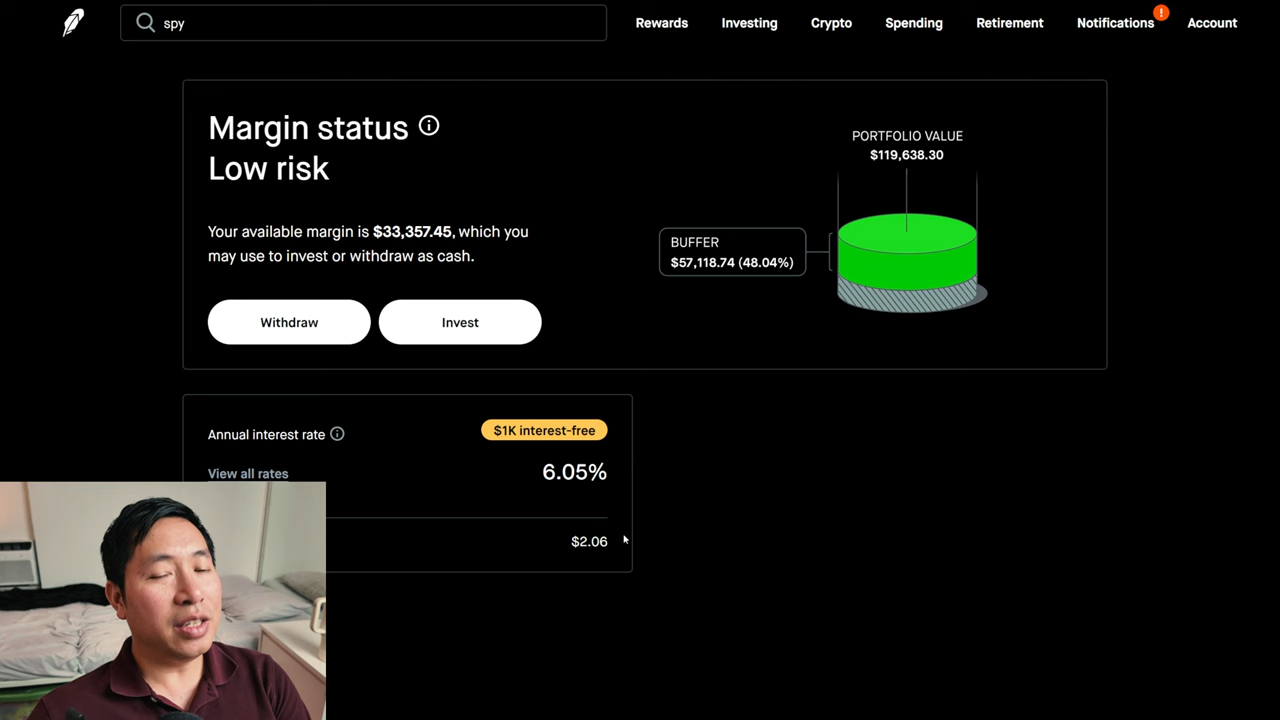 spy
Rewards
Investing
Crypto
Spending
Retirement
Notifications
!
Account
Margin status
Low risk
Your available margin is $33,357.45, which you
may use to invest or withdraw as cash.
Withdraw
Invest
PORTFOLIO VALUE
$119,638.30
BUFFER
$57,118.74 (48.04%)
Annual interest rate
$1K interest-free
View all rates
6.05%
$2.06